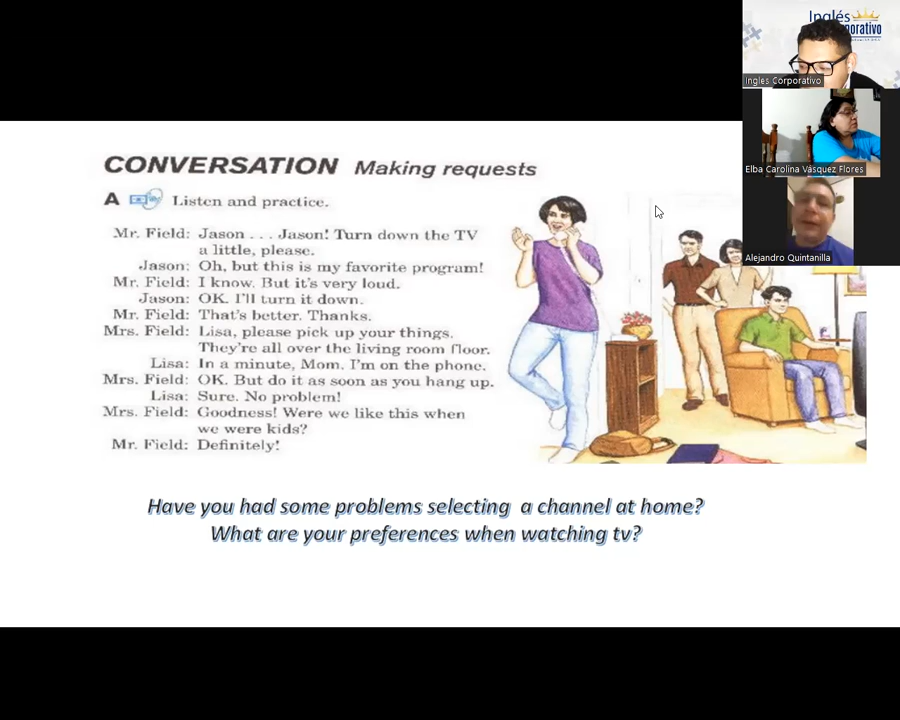 CONVERSATION Making requests
A Listen and practice.
Mr. Field: Jason . . . Jason! Turn down the TV
a little, please.
Jason: Oh, but this is my favorite program!
Mr. Field: I know. But it's very loud.
Jason: OK. I'll turn it down.
Mr. Field: That's better. Thanks.
Mrs. Field: Lisa, please pick up your things.
They're all over the living room floor.
Lisa: In a minute, Mom. I'm on the phone.
Mrs. Field: OK. But do it as soon as you hang up.
Lisa: Sure. No problem!
Mrs. Field: Goodness! Were we like this when
we were kids?
Mr. Field: Definitely!
Have you had some problems selecting a channel at home?
What are your preferences when watching tv?
Inglés
Ingles Corporativo
Elba Carolina Vásquez Flores
Alejandro Quintanilla